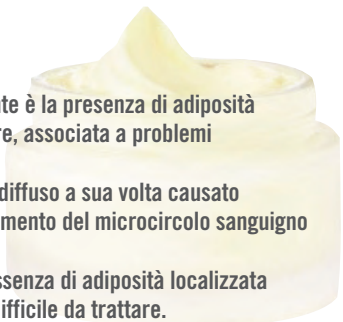 te è la presenza di adiposità
re, associata a problemi
diffuso a sua volta causato
mento del microcircolo sanguigno
ssenza di adiposità localizzata
ifficile da trattare.